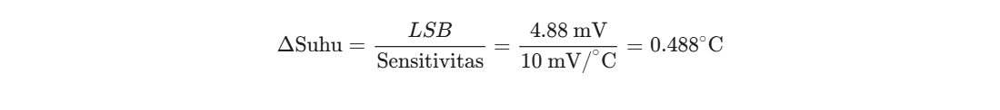 ΔSuhu = LSB / Sensitivitas = 4.88 mV / 10 mV/°C = 0.488°C